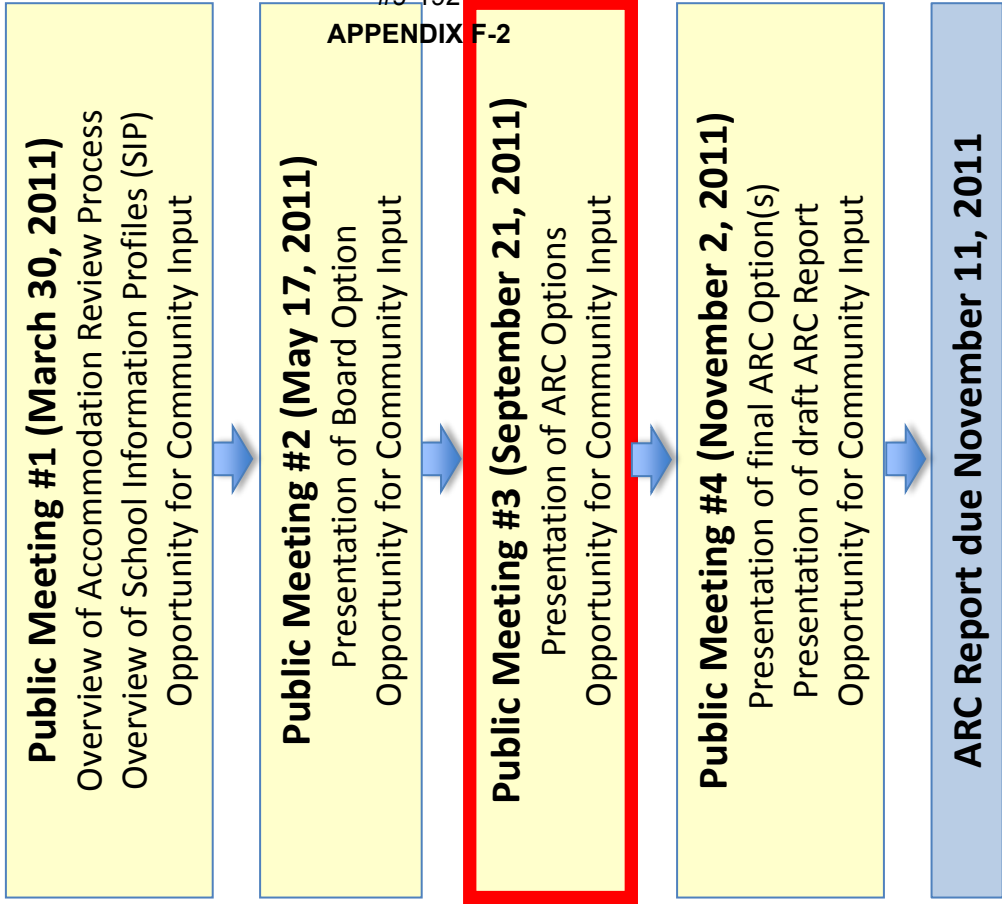 APPENDIX F-2
Public Meeting #1 (March 30, 2011)
Overview of Accommodation Review Process
Overview of School Information Profiles (SIP)
Opportunity for Community Input
Public Meeting #2 (May 17, 2011)
Presentation of Board Option
Opportunity for Community Input
Public Meeting #3 (September 21, 2011)
Presentation of ARC Options
Opportunity for Community Input
Public Meeting #4 (November 2, 2011)
Presentation of final ARC Option(s)
Presentation of draft ARC Report
Opportunity for Community Input
ARC Report due November 11, 2011